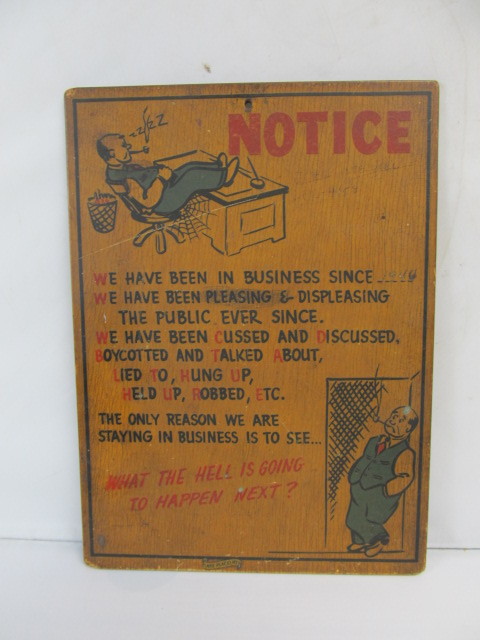 zzZZ
NOTICE
WE HAVE BEEN IN BUSINESS SINCE
WE HAVE BEEN PLEASING & DISPLEASING
THE PUBLIC EVER SINCE.
WE HAVE BEEN CUSSED AND DISCUSSED,
BOYCOTTED AND TALKED ABOUT,
LIED TO, HUNG UP,
HELD UP, ROBBED, ETC.
THE ONLY REASON WE ARE
STAYING IN BUSINESS IS TO SEE...
WHAT THE HELL IS GOING
TO HAPPEN NEXT?